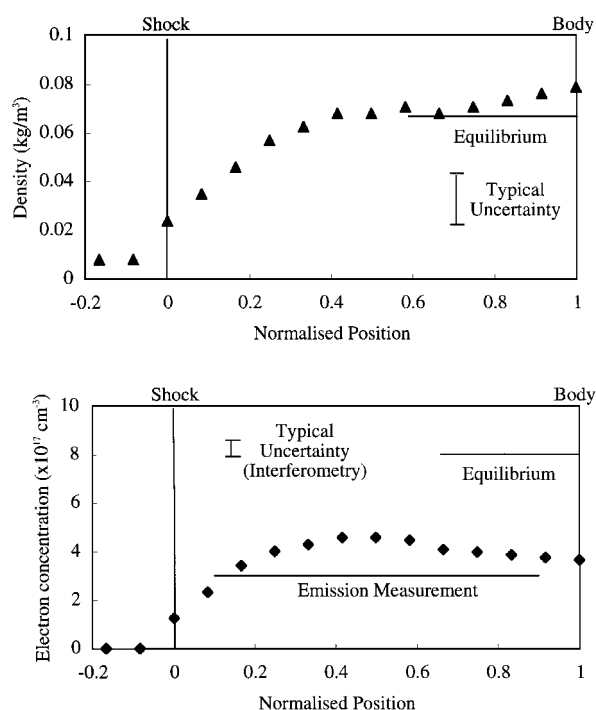 Shock
Body
0.1
0.08
0.06
0.04
0.02
0
Density (kg/m³)
Equilibrium
Typical
Uncertainty
-0.2
0
0.2
0.4
0.6
0.8
1
Normalised Position
Shock
Body
10
8
6
4
2
0
Electron concentration (x10¹⁷ cm⁻³)
Typical
Uncertainty
(Interferometry)
Equilibrium
Emission Measurement
-0.2
0
0.2
0.4
0.6
0.8
1
Normalised Position